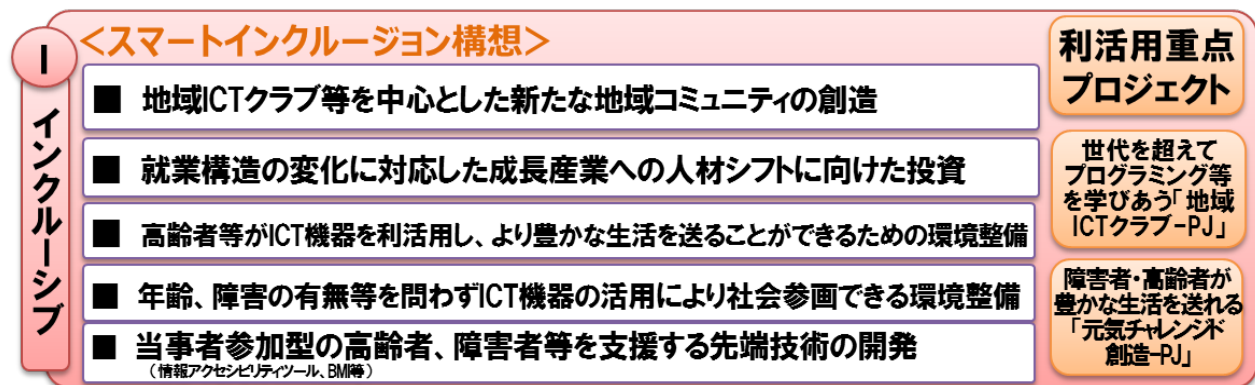 I
インクルーシブ
<スマートインクルージョン構想>
■ 地域ICTクラブ等を中心とした新たな地域コミュニティの創造
■ 就業構造の変化に対応した成長産業への人材シフトに向けた投資
■ 高齢者等がICT機器を利活用し、より豊かな生活を送ることができるための環境整備
■ 年齢、障害の有無等を問わずICT機器の活用により社会参画できる環境整備
■ 当事者参加型の高齢者、障害者等を支援する先端技術の開発
(情報アクセシビリティツール、BMI等)
利活用重点
プロジェクト
世代を超えて
プログラミング等
を学びあう「地域
ICTクラブ-PJ」
障害者・高齢者が
豊かな生活を送れる
「元気チャレンジド
創造-PJ」